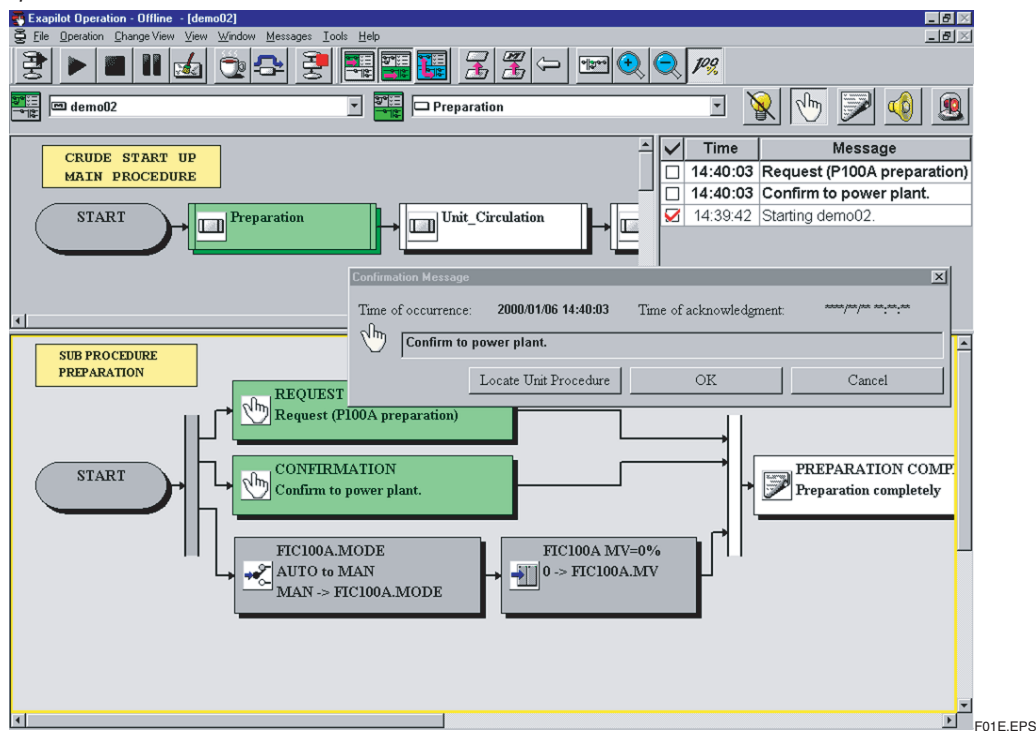 Exapilot Operation - Offline - [demo02]
File Operation Change View View Window Messages Tools Help
100%
demo02
Preparation
CRUDE START UP
MAIN PROCEDURE
START
Preparation
Unit_Circulation
Time Message
14:40:03 Request (P100A preparation)
14:40:03 Confirm to power plant.
14:39:42 Starting demo02.
Confirmation Message
Time of occurrence: 2000/01/06 14:40:03 Time of acknowledgment: ****/**/** **:**:**
Confirm to power plant.
Locate Unit Procedure OK Cancel
SUB PROCEDURE
PREPARATION
START
REQUEST
Request (P100A preparation)
CONFIRMATION
Confirm to power plant.
FIC100A.MODE
AUTO to MAN
MAN -> FIC100A.MODE
FIC100A MV=0%
0 -> FIC100A.MV
PREPARATION COMP
Preparation completely
F01E.EPS